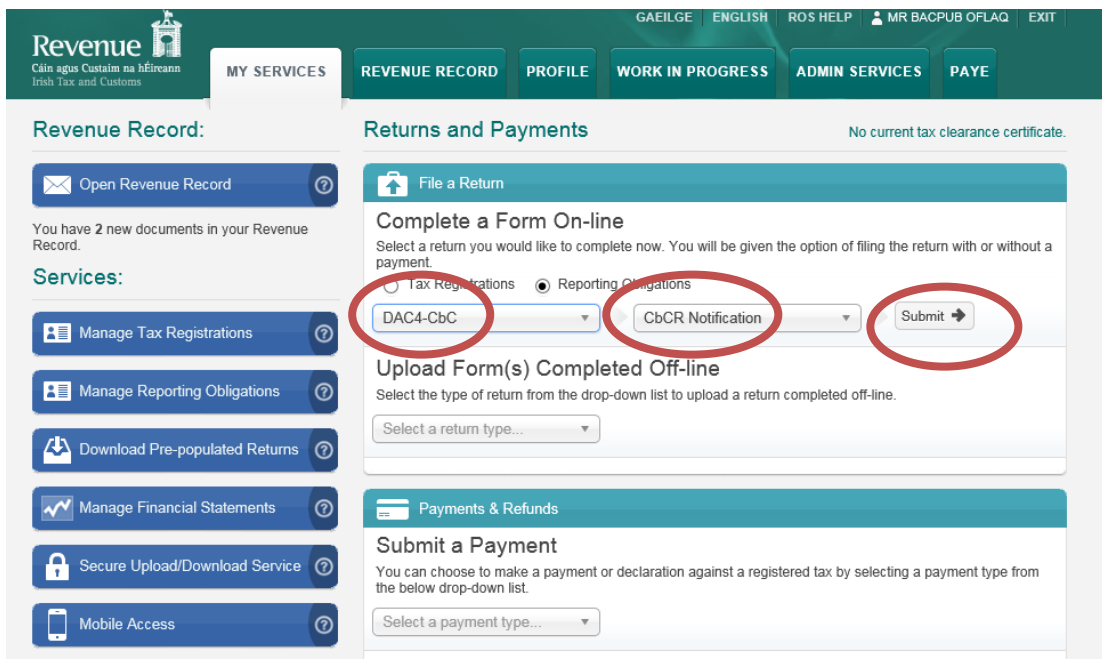 GAEILGE ENGLISH ROS HELP MR BACPUB OFLAQ EXIT
Revenue
Cáin agus Custaim na hÉireann
Irish Tax and Customs
MY SERVICES REVENUE RECORD PROFILE WORK IN PROGRESS ADMIN SERVICES PAYE
Revenue Record:
Open Revenue Record ?
You have 2 new documents in your Revenue
Record.
Services:
Manage Tax Registrations ?
Manage Reporting Obligations ?
Download Pre-populated Returns ?
Manage Financial Statements ?
Secure Upload/Download Service ?
Mobile Access ?
Returns and Payments
No current tax clearance certificate.
File a Return
Complete a Form On-line
Select a return you would like to complete now. You will be given the option of filing the return with or without a
payment.
Tax Registrations Reporting Obligations
DAC4-CbC CbCR Notification Submit
Upload Form(s) Completed Off-line
Select the type of return from the drop-down list to upload a return completed off-line.
Select a return type...
Payments & Refunds
Submit a Payment
You can choose to make a payment or declaration against a registered tax by selecting a payment type from
the below drop-down list.
Select a payment type...